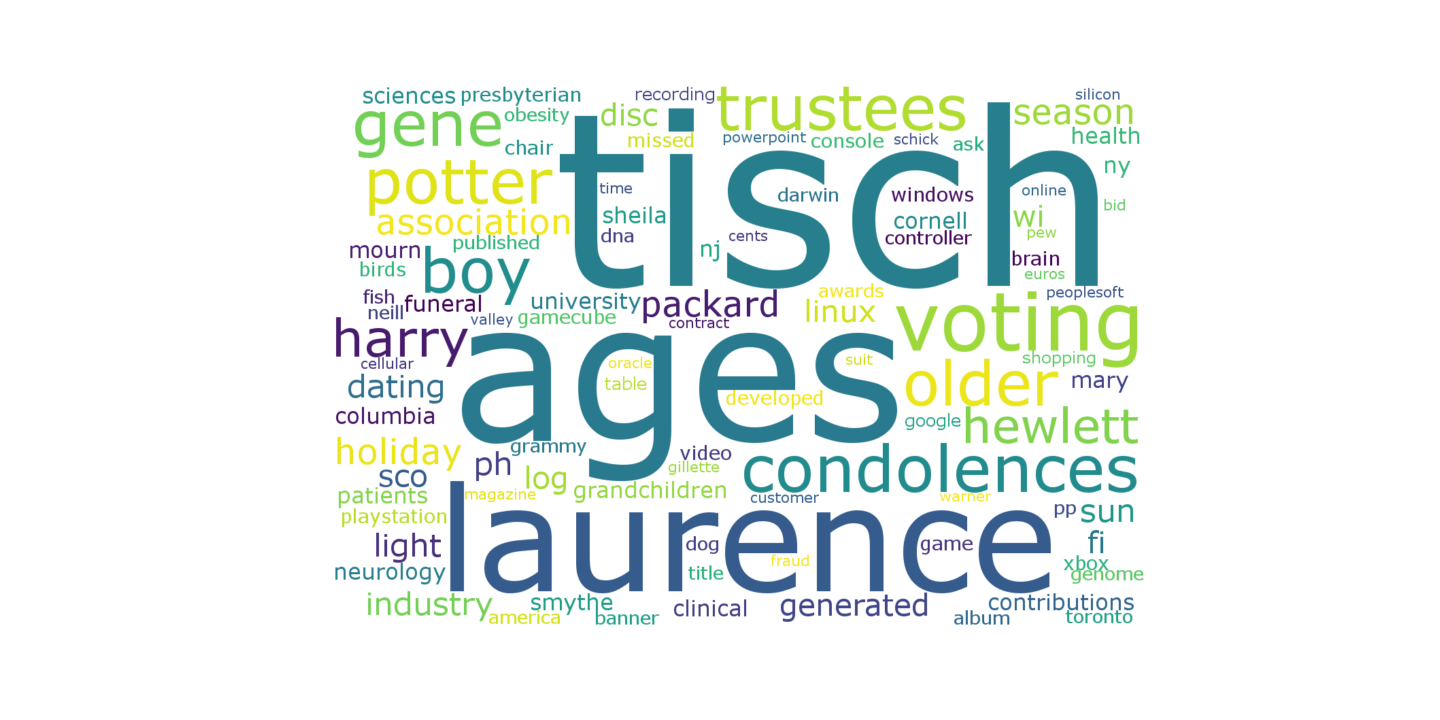 sciences presbyterian recording trustees silicon
gene obesity disc season
chair missed powerpoint console schick ask health
potter tisch ny
time darwin windows online
association sheila cornell wi bid
mourn published dna cents nj controller pew
birds boy brain euros
fish funeral university packard awards peoplesoft
neill valley gamecube contract linux voting
harry ages
cellular oracle suit shopping
dating table developed older mary
columbia google hewlett
holiday grammy video condolences
sco ph log gillette
patients magazine grandchildren customer warner
playstation laurence pp sun
light dog game fi
neurology title fraud xbox genome
industry smythe clinical generated contributions
america banner album toronto